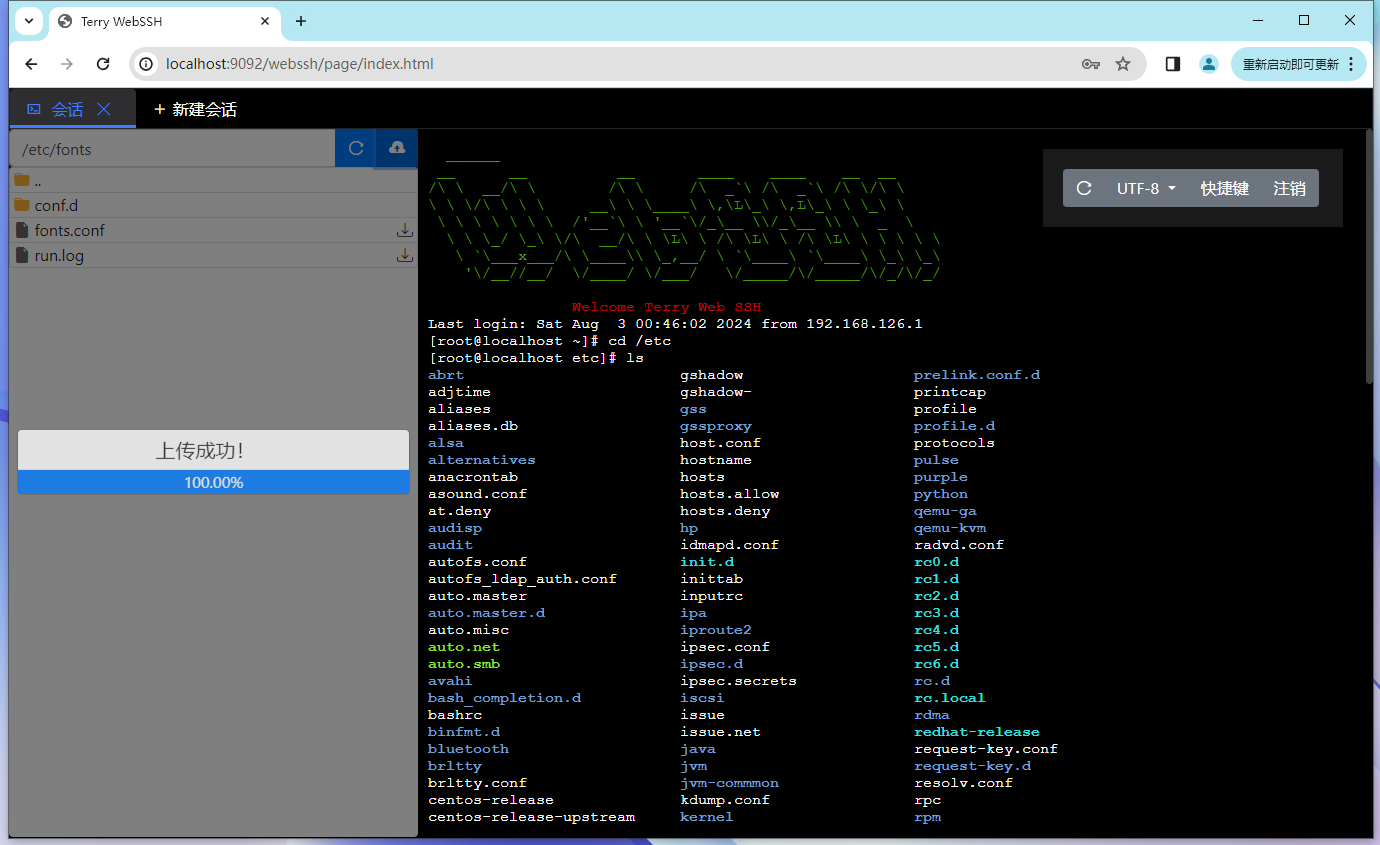 Terry WebSSH
localhost:9092/webssh/page/index.html
重新启动即可更新
会话
+ 新建会话
/etc/fonts
..
conf.d
fonts.conf
run.log
上传成功!
100.00%
UTF-8
快捷键
注销
Welcome Terry Web SSH
Last login: Sat Aug  3 00:46:02 2024 from 192.168.126.1
[root@localhost ~]# cd /etc
[root@localhost etc]# ls
abrt gshadow prelink.conf.d
adjtime gshadow- printcap
aliases gss profile
aliases.db gssproxy profile.d
alsa host.conf protocols
alternatives hostname pulse
anacrontab hosts purple
asound.conf hosts.allow python
at.deny hosts.deny qemu-ga
audisp hp qemu-kvm
audit idmapd.conf radvd.conf
autofs.conf init.d rc0.d
autofs_ldap_auth.conf inittab rc1.d
auto.master inputrc rc2.d
auto.master.d ipa rc3.d
auto.misc iproute2 rc4.d
auto.net ipsec.conf rc5.d
auto.smb ipsec.d rc6.d
avahi ipsec.secrets rc.d
bash_completion.d iscsi rc.local
bashrc issue rdma
binfmt.d issue.net redhat-release
bluetooth java request-key.conf
brltty jvm request-key.d
brltty.conf jvm-commmon resolv.conf
centos-release kdump.conf rpc
centos-release-upstream kernel rpm